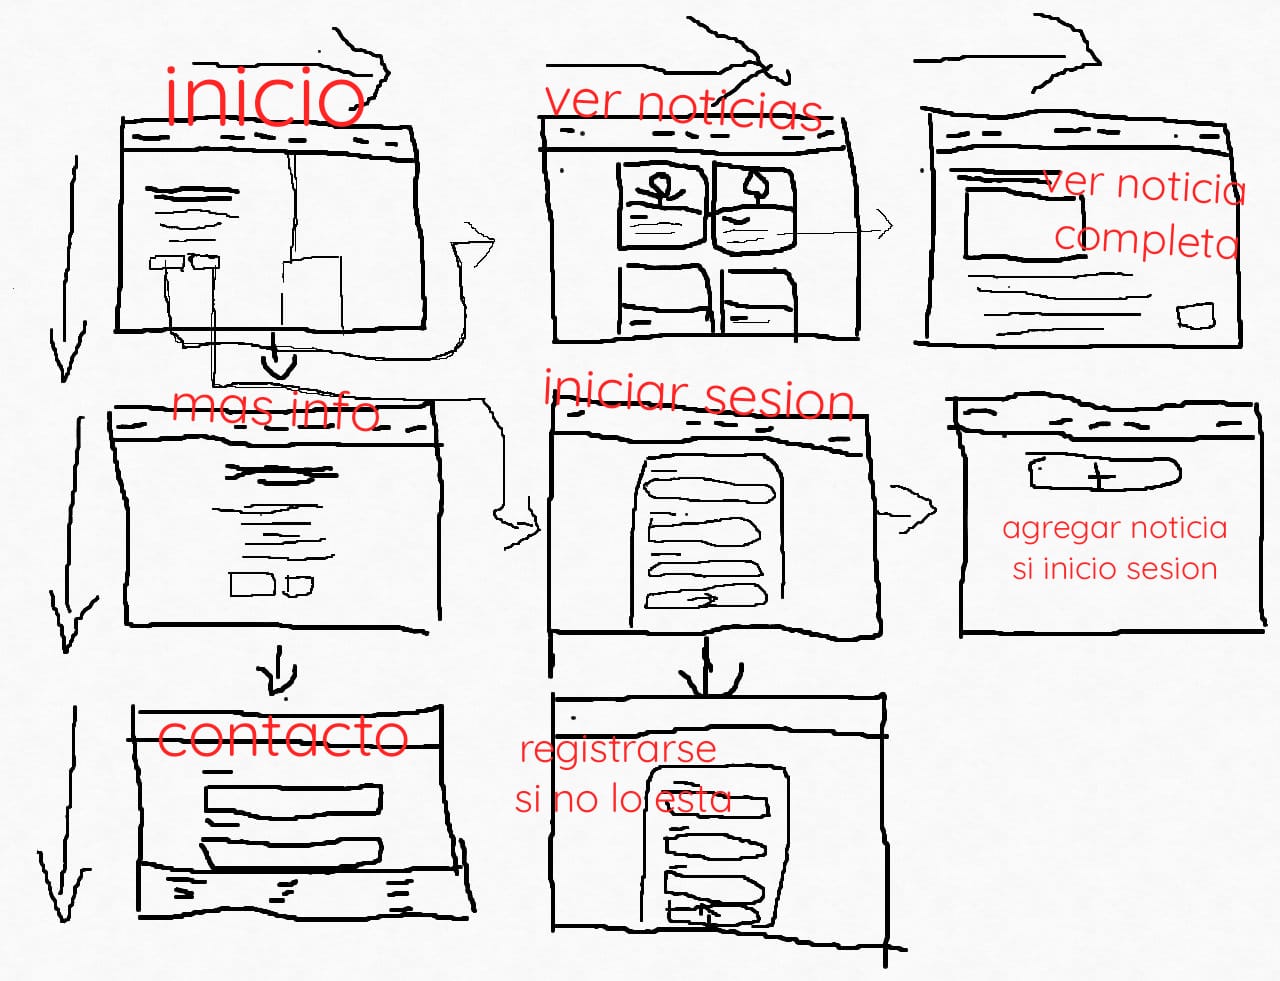 inicio
ver noticias
ver noticia
completa
mas info
iniciar sesion
agregar noticia
si inicio sesion
contacto
registrarse
si no lo esta